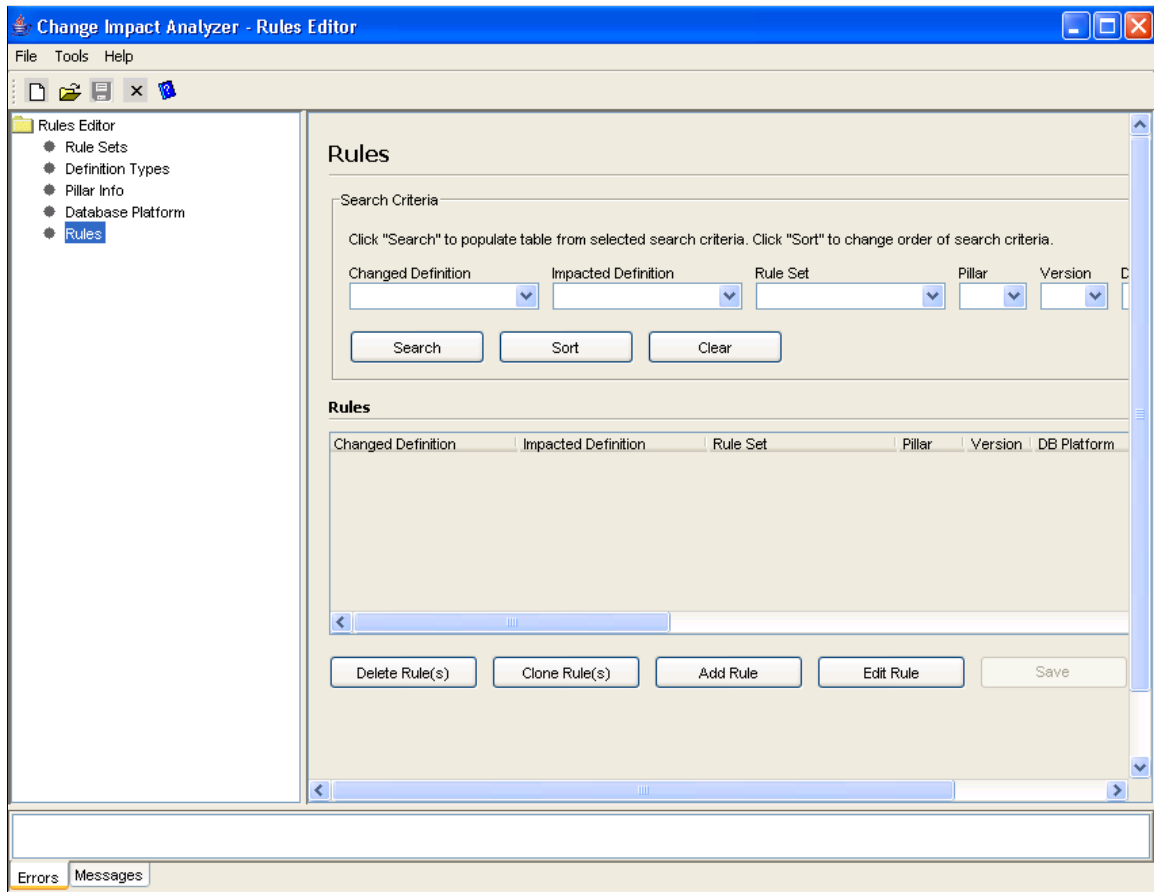 Change Impact Analyzer - Rules Editor
File Tools Help
Rules Editor
Rule Sets
Definition Types
Pillar Info
Database Platform
Rules
Rules
Search Criteria
Click "Search" to populate table from selected search criteria. Click "Sort" to change order of search criteria.
Changed Definition Impacted Definition Rule Set Pillar Version D
Search Sort Clear
Rules
Changed Definition Impacted Definition Rule Set Pillar Version DB Platform
Delete Rule(s) Clone Rule(s) Add Rule Edit Rule Save
Errors Messages